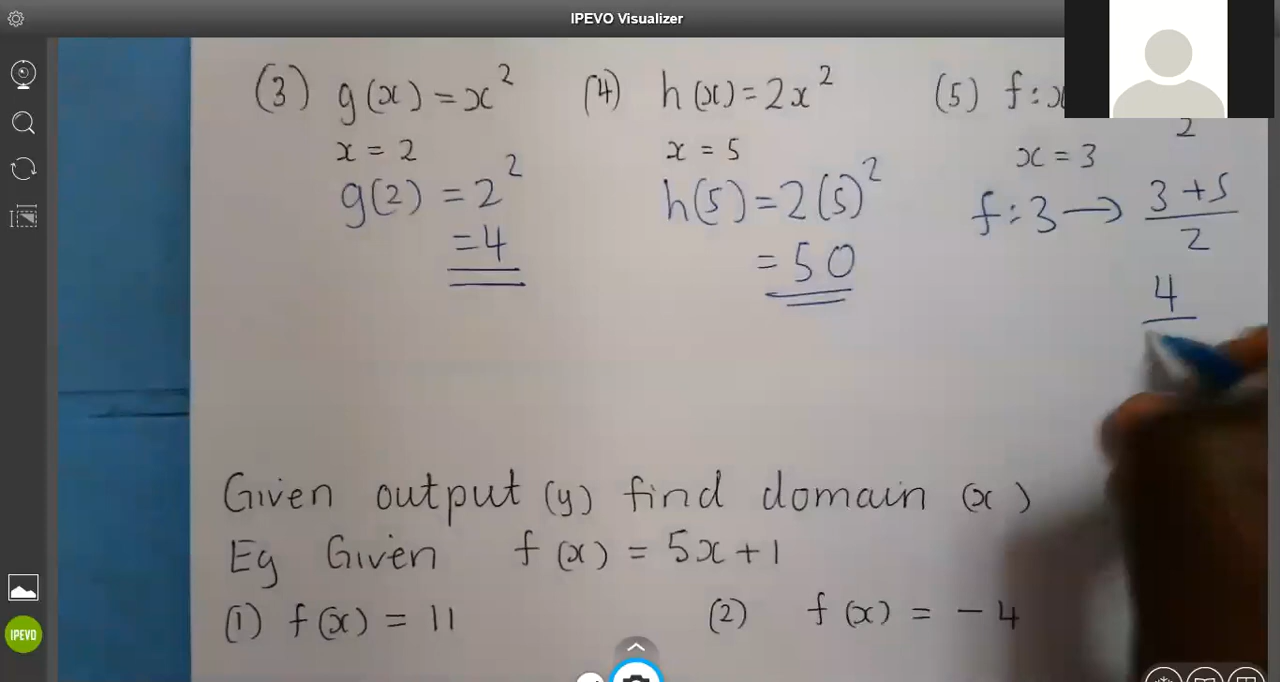 IPEVO Visualizer
(3) g(x) = x² (4) h(x) = 2x² (5) f : x
2
x = 2 x = 5 x = 3
g(2) = 2² h(5) = 2(5)² f : 3 → 3 + 5
2
= 4 = 50 4
Given output (y) find domain (x)
Eg Given f(x) = 5x + 1
(1) f(x) = 11 (2) f(x) = - 4
IPEVO